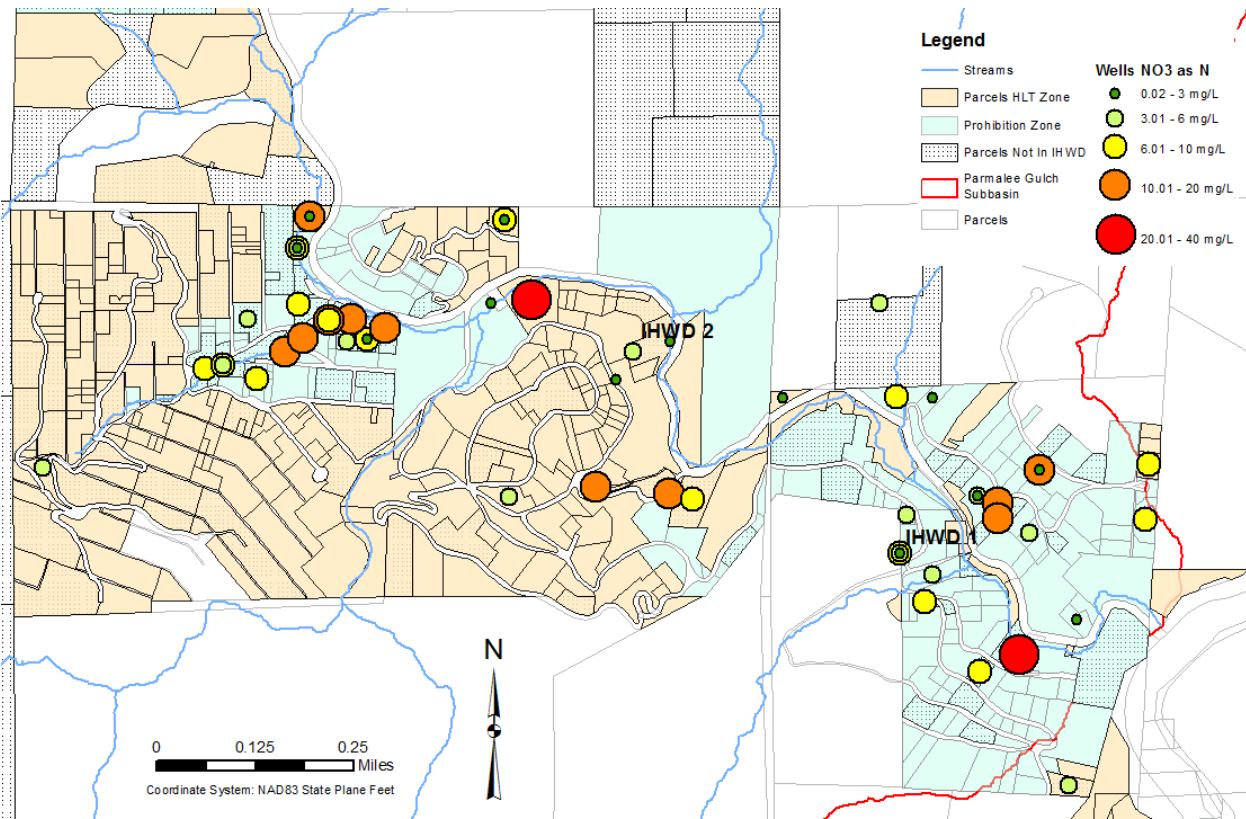 Legend
Streams
Parcels HLT Zone
Prohibition Zone
Parcels Not In IHWD
Parmalee Gulch
Subbasin
Parcels
Wells NO3 as N
0.02 - 3 mg/L
3.01 - 6 mg/L
6.01 - 10 mg/L
10.01 - 20 mg/L
20.01 - 40 mg/L
IHWD 2
IHWD 1
N
0 0.125 0.25
Miles
Coordinate System: NAD83 State Plane Feet